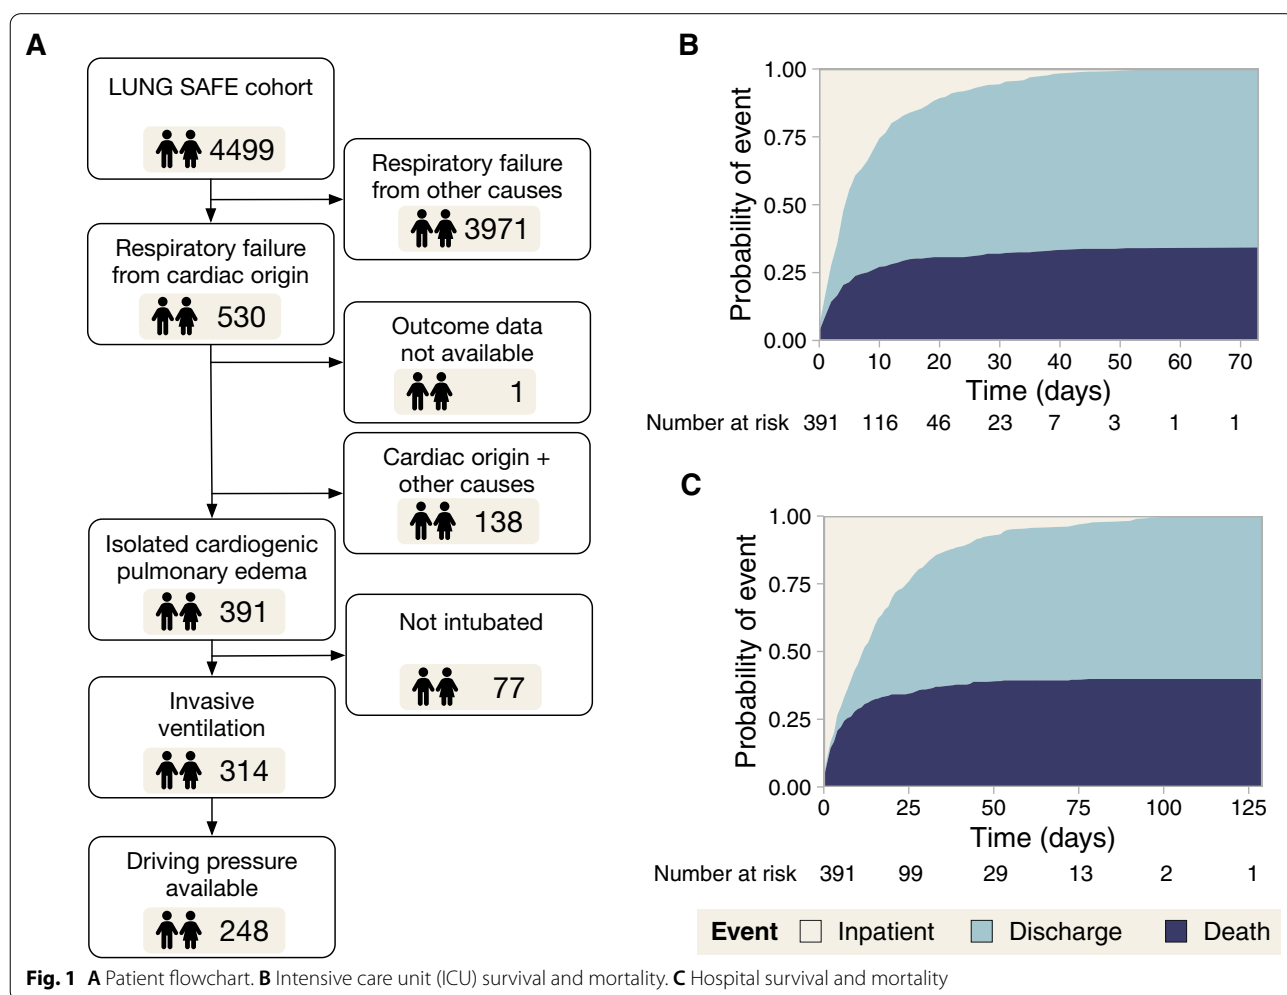 A
LUNG SAFE cohort
4499
Respiratory failure
from other causes
3971
Respiratory failure
from cardiac origin
530
Outcome data
not available
1
Cardiac origin +
other causes
138
Isolated cardiogenic
pulmonary edema
391
Not intubated
77
Invasive
ventilation
314
Driving pressure
available
248
B
Probability of event
1.00
0.75
0.50
0.25
0.00
0 10 20 30 40 50 60 70
Time (days)
Number at risk 391 116 46 23 7 3 1 1
C
Probability of event
1.00
0.75
0.50
0.25
0.00
0 25 50 75 100 125
Time (days)
Number at risk 391 99 29 13 2 1
Event Inpatient Discharge Death
Fig. 1 A Patient flowchart. B Intensive care unit (ICU) survival and mortality. C Hospital survival and mortality